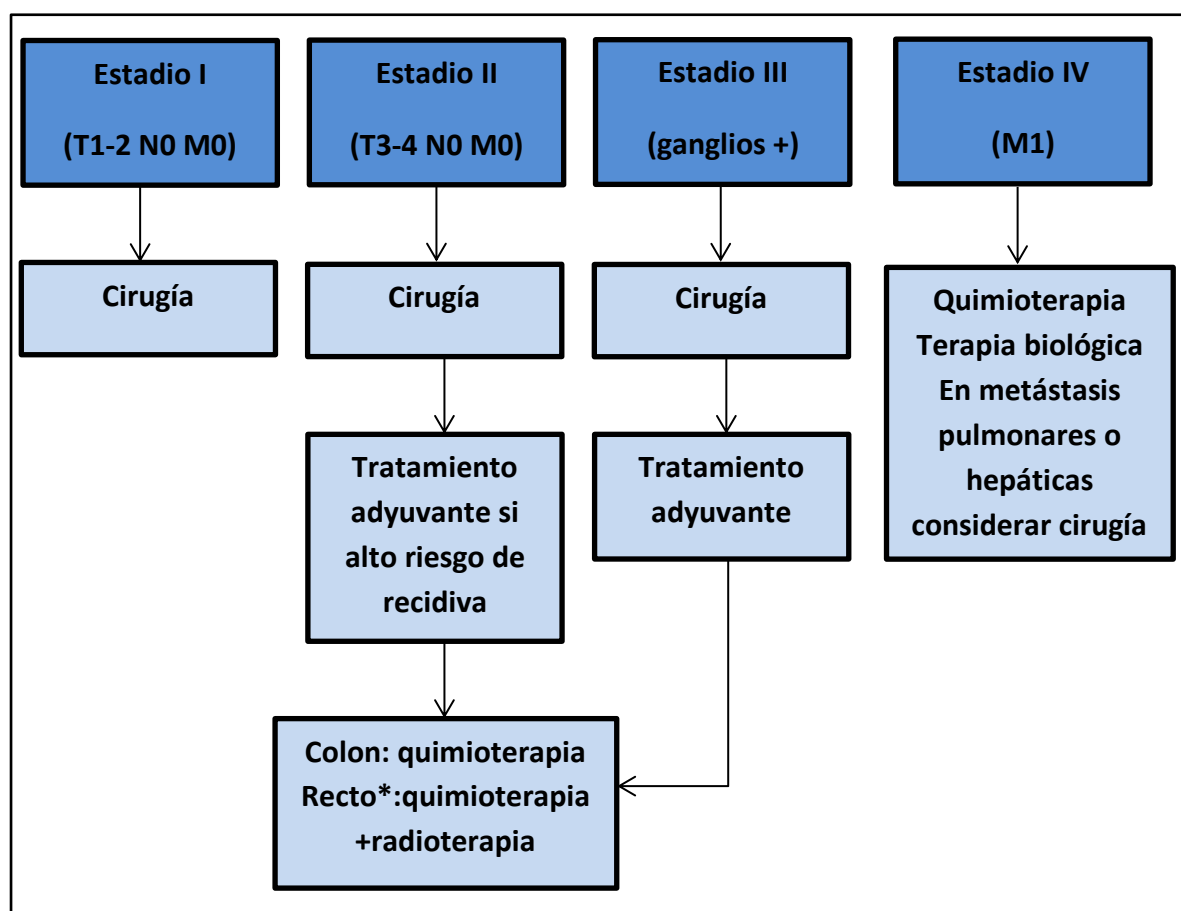 Estadio I
(T1-2 N0 M0)
Estadio II
(T3-4 N0 M0)
Estadio III
(ganglios +)
Estadio IV
(M1)
Cirugía
Cirugía
Cirugía
Quimioterapia
Terapia biológica
En metástasis
pulmonares o
hepáticas
considerar cirugía
Tratamiento
adyuvante si
alto riesgo de
recidiva
Tratamiento
adyuvante
Colon: quimioterapia
Recto*:quimioterapia
+radioterapia